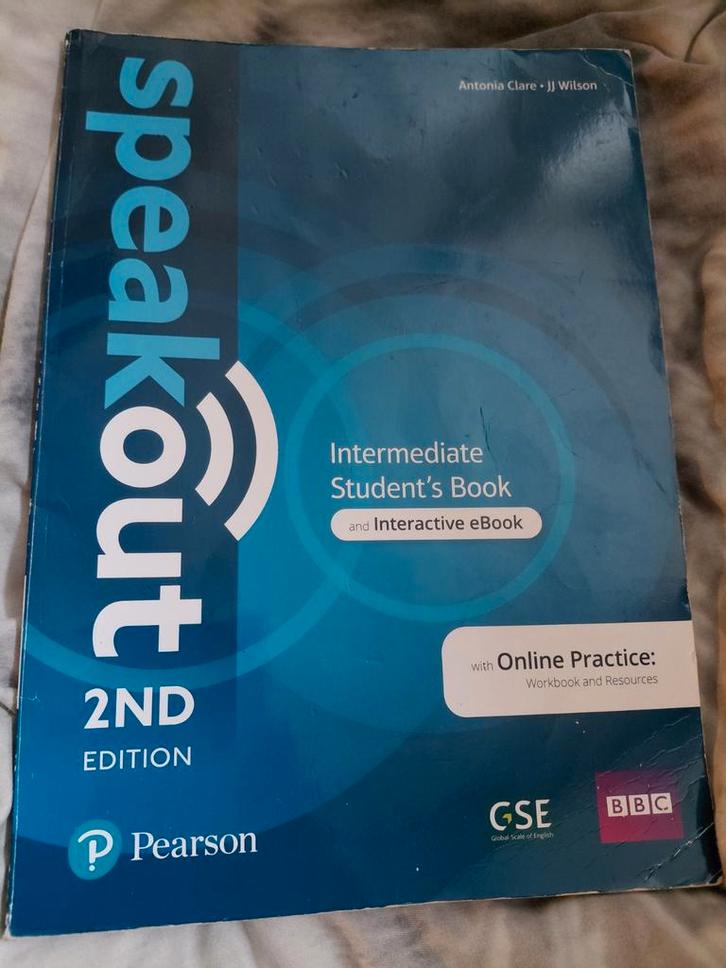 Antonia Clare • JJ Wilson
speakout
2ND
EDITION
Intermediate
Student's Book
and Interactive eBook
with Online Practice:
Workbook and Resources
Pearson
GSE
Global Scale of English
BBC